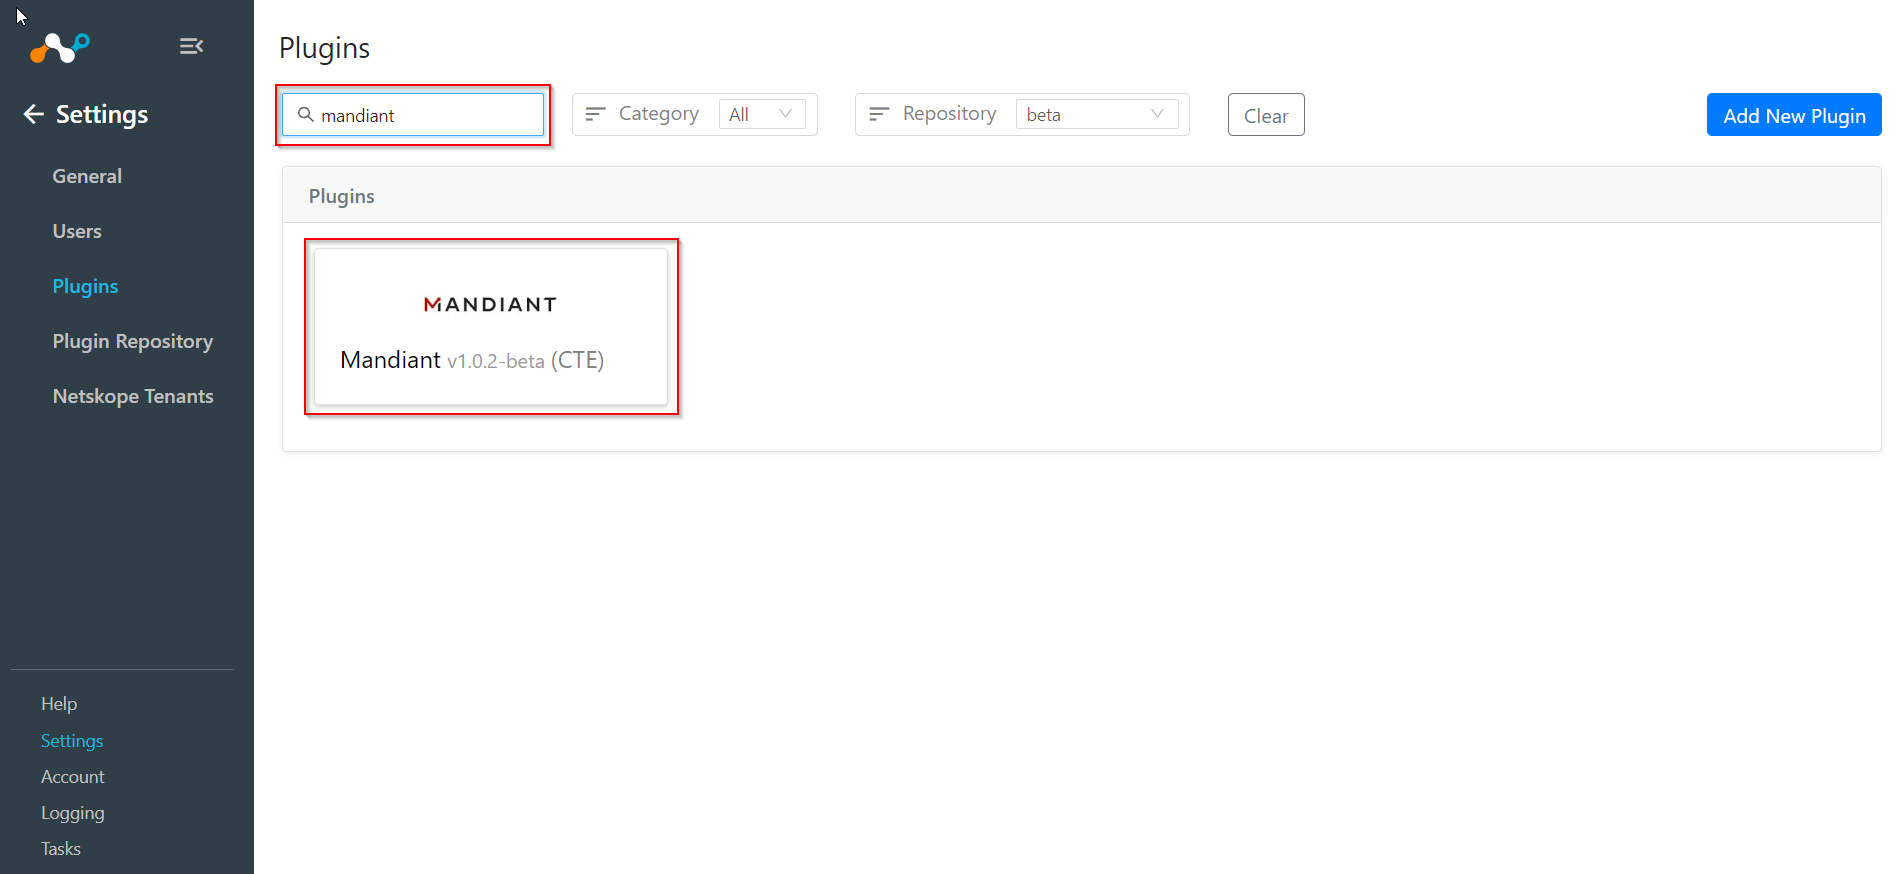 Settings
General
Users
Plugins
Plugin Repository
Netskope Tenants
Help
Settings
Account
Logging
Tasks
Plugins
mandiant
Category All
Repository beta
Clear
Add New Plugin
Plugins
MANDIANT
Mandiant v1.0.2-beta (CTE)